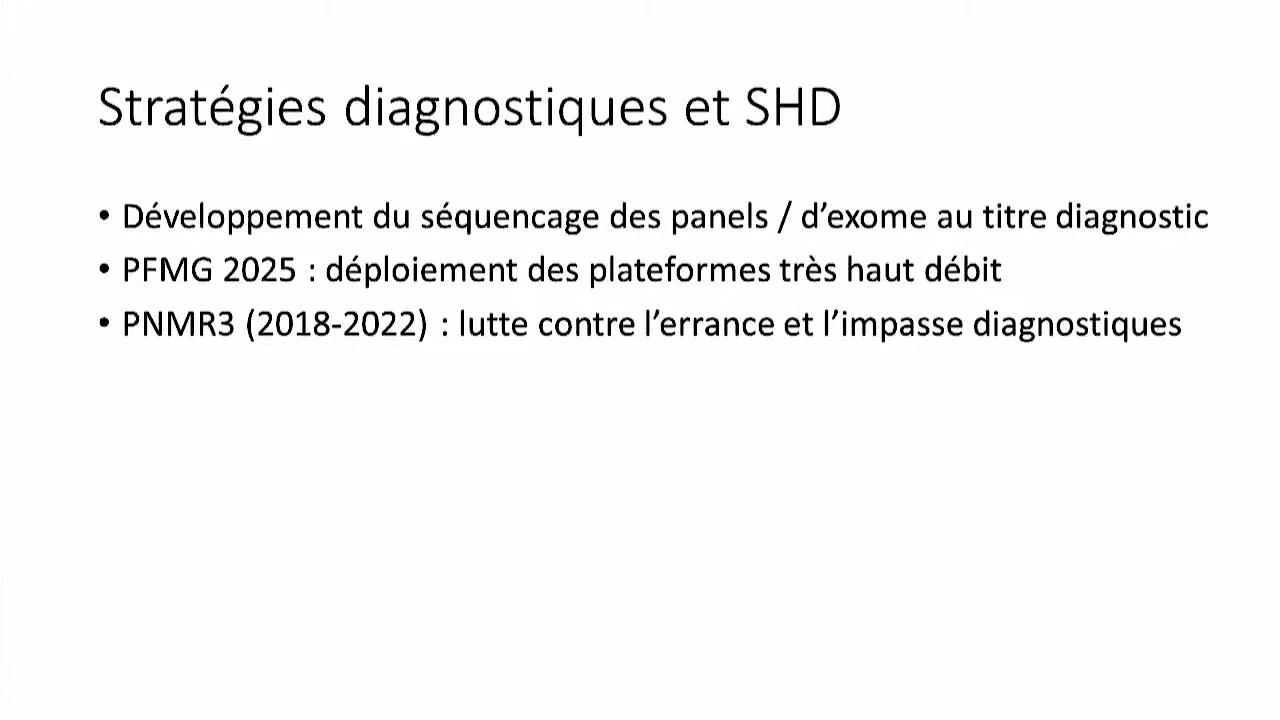 Stratégies diagnostiques et SHD
• Développement du séquencage des panels / d’exome au titre diagnostic
• PFMG 2025 : déploiement des plateformes très haut débit
• PNMR3 (2018-2022) : lutte contre l’errance et l’impasse diagnostiques